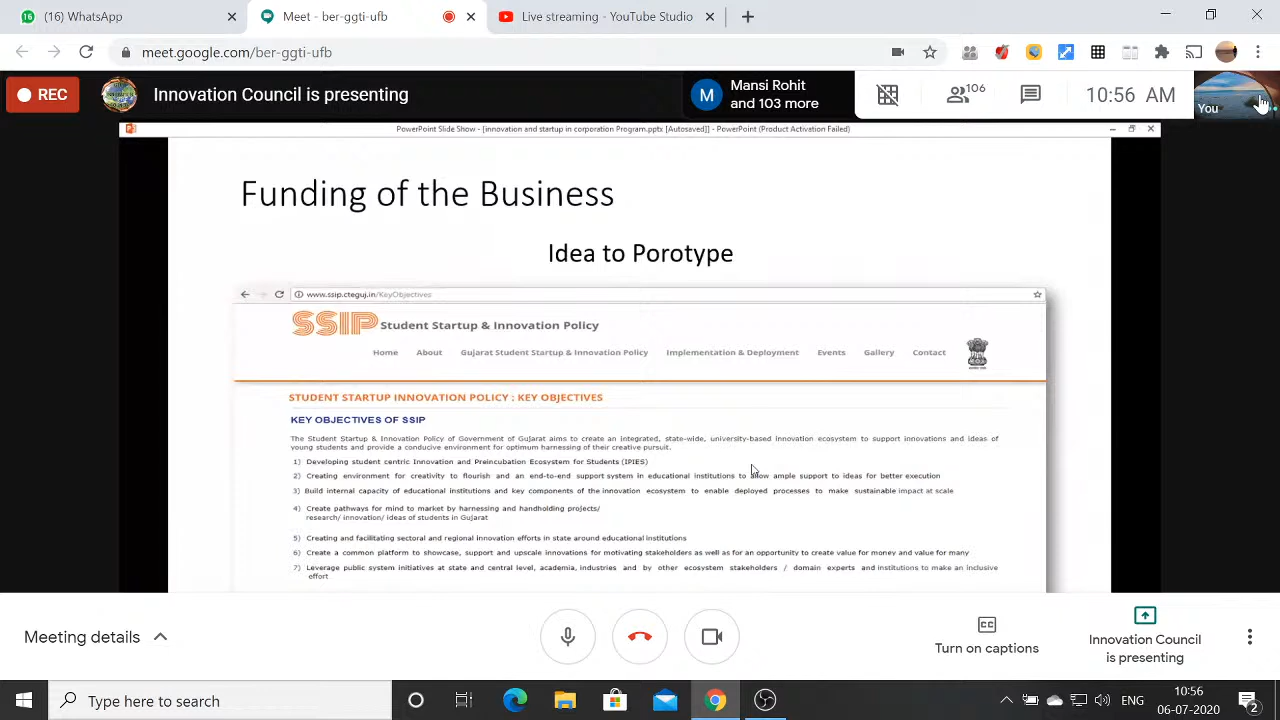 16
(16) WhatsApp
Meet - ber-ggti-ufb
Live streaming - YouTube Studio
meet.google.com/ber-ggti-ufb
REC
Innovation Council is presenting
M
Mansi Rohit
and 103 more
106
10:56 AM
You
PowerPoint Slide Show - [innovation and startup in corporation Program.pptx [Autosaved]] - PowerPoint (Product Activation Failed)
Funding of the Business
Idea to Porotype
www.ssip.cteguj.in/KeyObjectives
SSIP Student Startup & Innovation Policy
Home About Gujarat Student Startup & Innovation Policy Implementation & Deployment Events Gallery Contact
STUDENT STARTUP INNOVATION POLICY : KEY OBJECTIVES
KEY OBJECTIVES OF SSIP
The Student Startup & Innovation Policy of Government of Gujarat aims to create an integrated, state-wide, university-based innovation ecosystem to support innovations and ideas of
young students and provide a conducive environment for optimum harnessing of their creative pursuit.
1) Developing student centric Innovation and Preincubation Ecosystem for Students (IPIES)
2) Creating environment for creativity to flourish and an end-to-end support system in educational institutions to allow ample support to ideas for better execution
3) Build internal capacity of educational institutions and key components of the innovation ecosystem to enable deployed processes to make sustainable impact at scale
4) Create pathways for mind to market by harnessing and handholding projects/
research/ innovation/ ideas of students in Gujarat
5) Creating and facilitating sectoral and regional innovation efforts in state around educational institutions
6) Create a common platform to showcase, support and upscale innovations for motivating stakeholders as well as for an opportunity to create value for money and value for many
7) Leverage public system initiatives at state and central level, academia, industries and by other ecosystem stakeholders / domain experts and institutions to make an inclusive
effort
Meeting details
CC
Turn on captions
Innovation Council
is presenting
Type here to search
ENG
10:56
06-07-2020
2